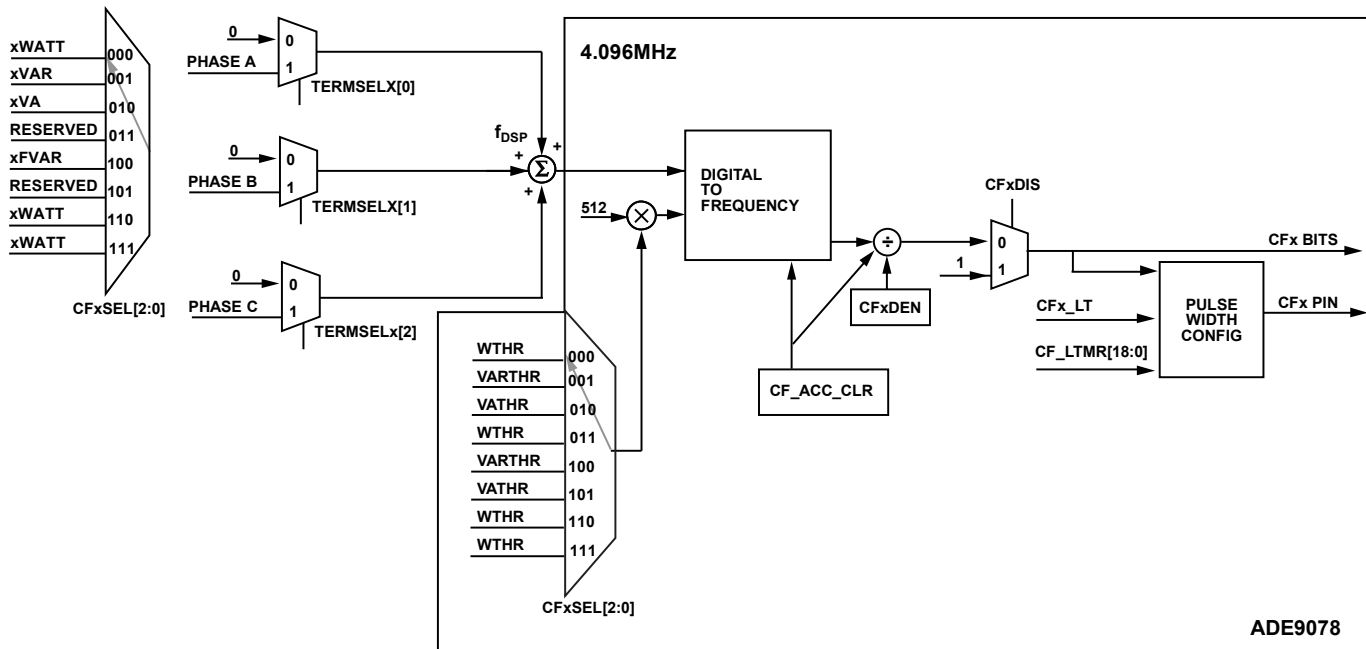 xWATT
000
xVAR
001
xVA
010
RESERVED
011
xFVAR
100
RESERVED
101
xWATT
110
xWATT
111
CFxSEL[2:0]
0
0
PHASE A
1
TERMSELX[0]
0
0
PHASE B
1
TERMSELX[1]
0
0
PHASE C
1
TERMSELx[2]
fDSP
+
+
+
Σ
4.096MHz
512
×
DIGITAL
TO
FREQUENCY
÷
CFxDEN
CF_ACC_CLR
CFxDIS
0
1
1
CFx BITS
CFx_LT
CF_LTMR[18:0]
PULSE
WIDTH
CONFIG
CFx PIN
WTHR
000
VARTHR
001
VATHR
010
WTHR
011
VARTHR
100
VATHR
101
WTHR
110
WTHR
111
CFxSEL[2:0]
ADE9078